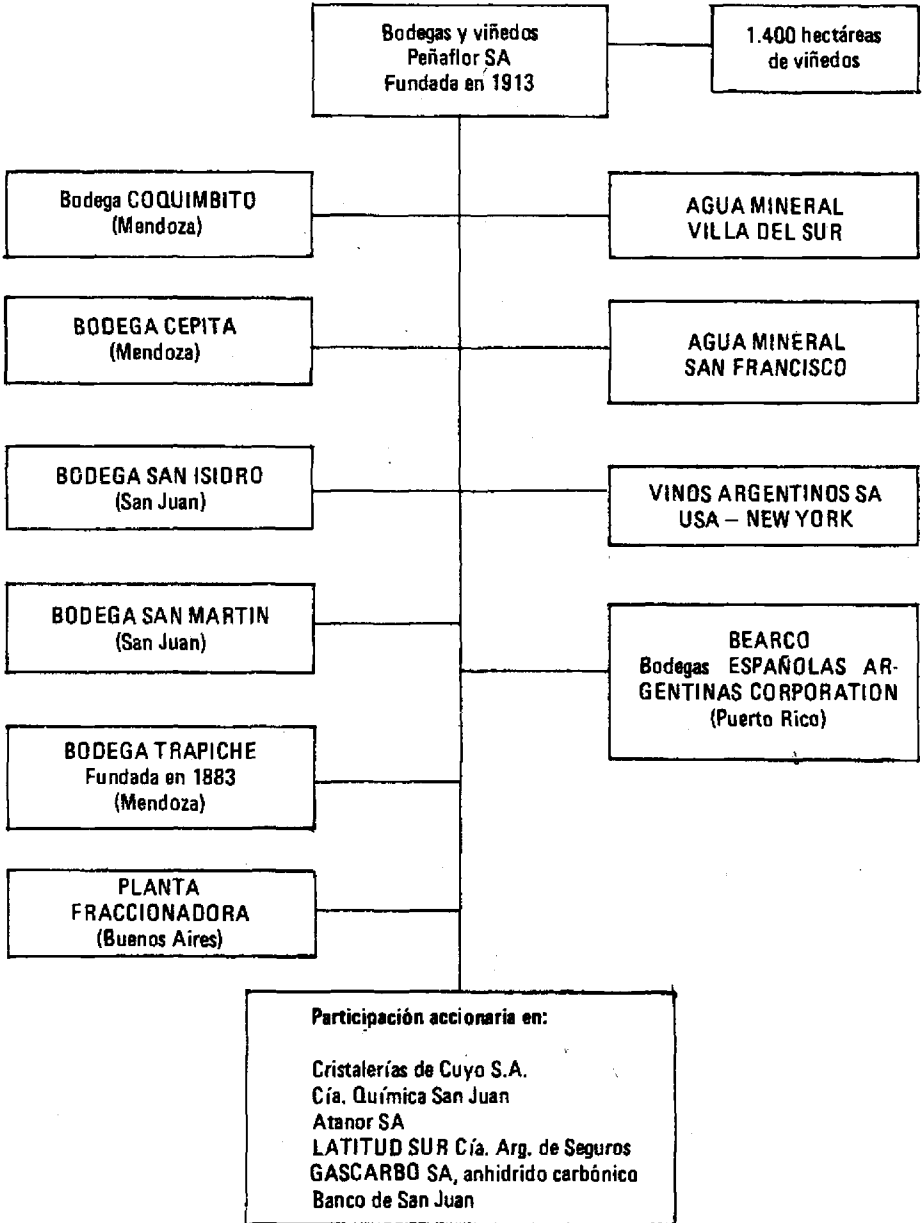 Bodegas y viñedos
Peñaflor SA
Fundada en 1913
1.400 hectáreas
de viñedos
Bodega COQUIMBITO
(Mendoza)
AGUA MINERAL
VILLA DEL SUR
BODEGA CEPITA
(Mendoza)
AGUA MINERAL
SAN FRANCISCO
BODEGA SAN ISIDRO
(San Juan)
VINOS ARGENTINOS SA
USA – NEW YORK
BODEGA SAN MARTIN
(San Juan)
BEARCO
Bodegas ESPAÑOLAS AR-
GENTINAS CORPORATION
(Puerto Rico)
BODEGA TRAPICHE
Fundada en 1883
(Mendoza)
PLANTA
FRACCIONADORA
(Buenos Aires)
Participación accionaria en:
Cristalerías de Cuyo S.A.
Cía. Química San Juan
Atanor SA
LATITUD SUR Cía. Arg. de Seguros
GASCARBO SA, anhidrido carbónico
Banco de San Juan